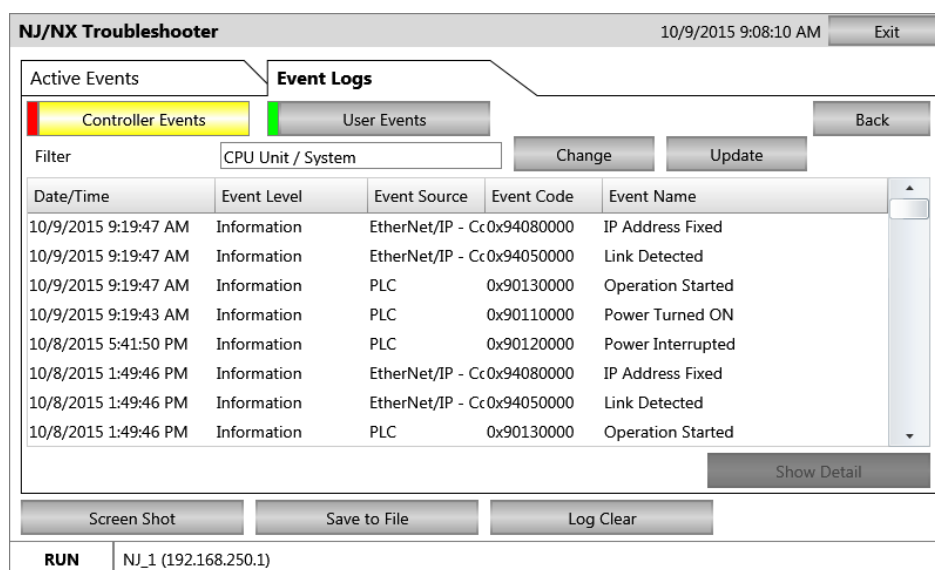 NJ/NX Troubleshooter 10/9/2015 9:08:10 AM Exit
Active Events Event Logs
Controller Events User Events Back
Filter CPU Unit / System Change Update
Date/Time Event Level Event Source Event Code Event Name
10/9/2015 9:19:47 AM Information EtherNet/IP - Cc 0x94080000 IP Address Fixed
10/9/2015 9:19:47 AM Information EtherNet/IP - Cc 0x94050000 Link Detected
10/9/2015 9:19:47 AM Information PLC 0x90130000 Operation Started
10/9/2015 9:19:43 AM Information PLC 0x90110000 Power Turned ON
10/8/2015 5:41:50 PM Information PLC 0x90120000 Power Interrupted
10/8/2015 1:49:46 PM Information EtherNet/IP - Cc 0x94080000 IP Address Fixed
10/8/2015 1:49:46 PM Information EtherNet/IP - Cc 0x94050000 Link Detected
10/8/2015 1:49:46 PM Information PLC 0x90130000 Operation Started
Show Detail
Screen Shot Save to File Log Clear
RUN NJ_1 (192.168.250.1)